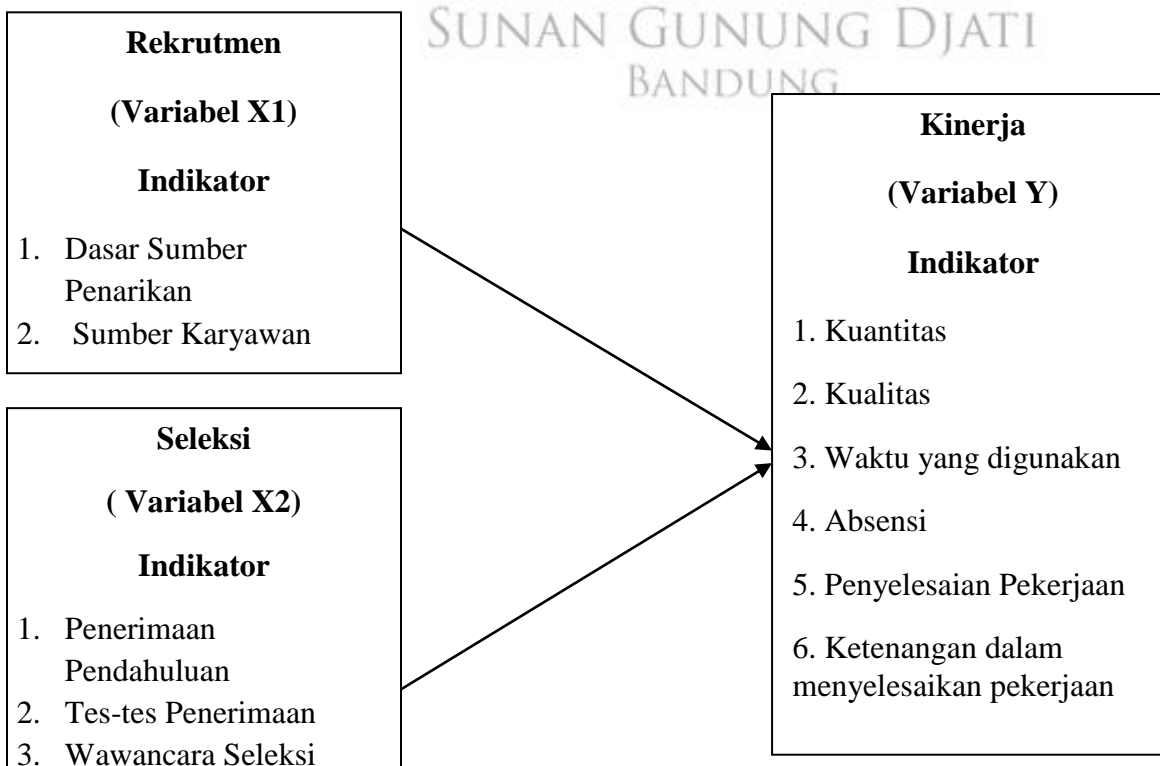 SUNAN GUNUNG DJATI
BANDUNG
Rekrutmen
(Variabel X1)
Indikator
1. Dasar Sumber
Penarikan
2. Sumber Karyawan
Seleksi
( Variabel X2)
Indikator
1. Penerimaan
Pendahuluan
2. Tes-tes Penerimaan
3. Wawancara Seleksi
Kinerja
(Variabel Y)
Indikator
1. Kuantitas
2. Kualitas
3. Waktu yang digunakan
4. Absensi
5. Penyelesaian Pekerjaan
6. Ketenangan dalam
menyelesaikan pekerjaan